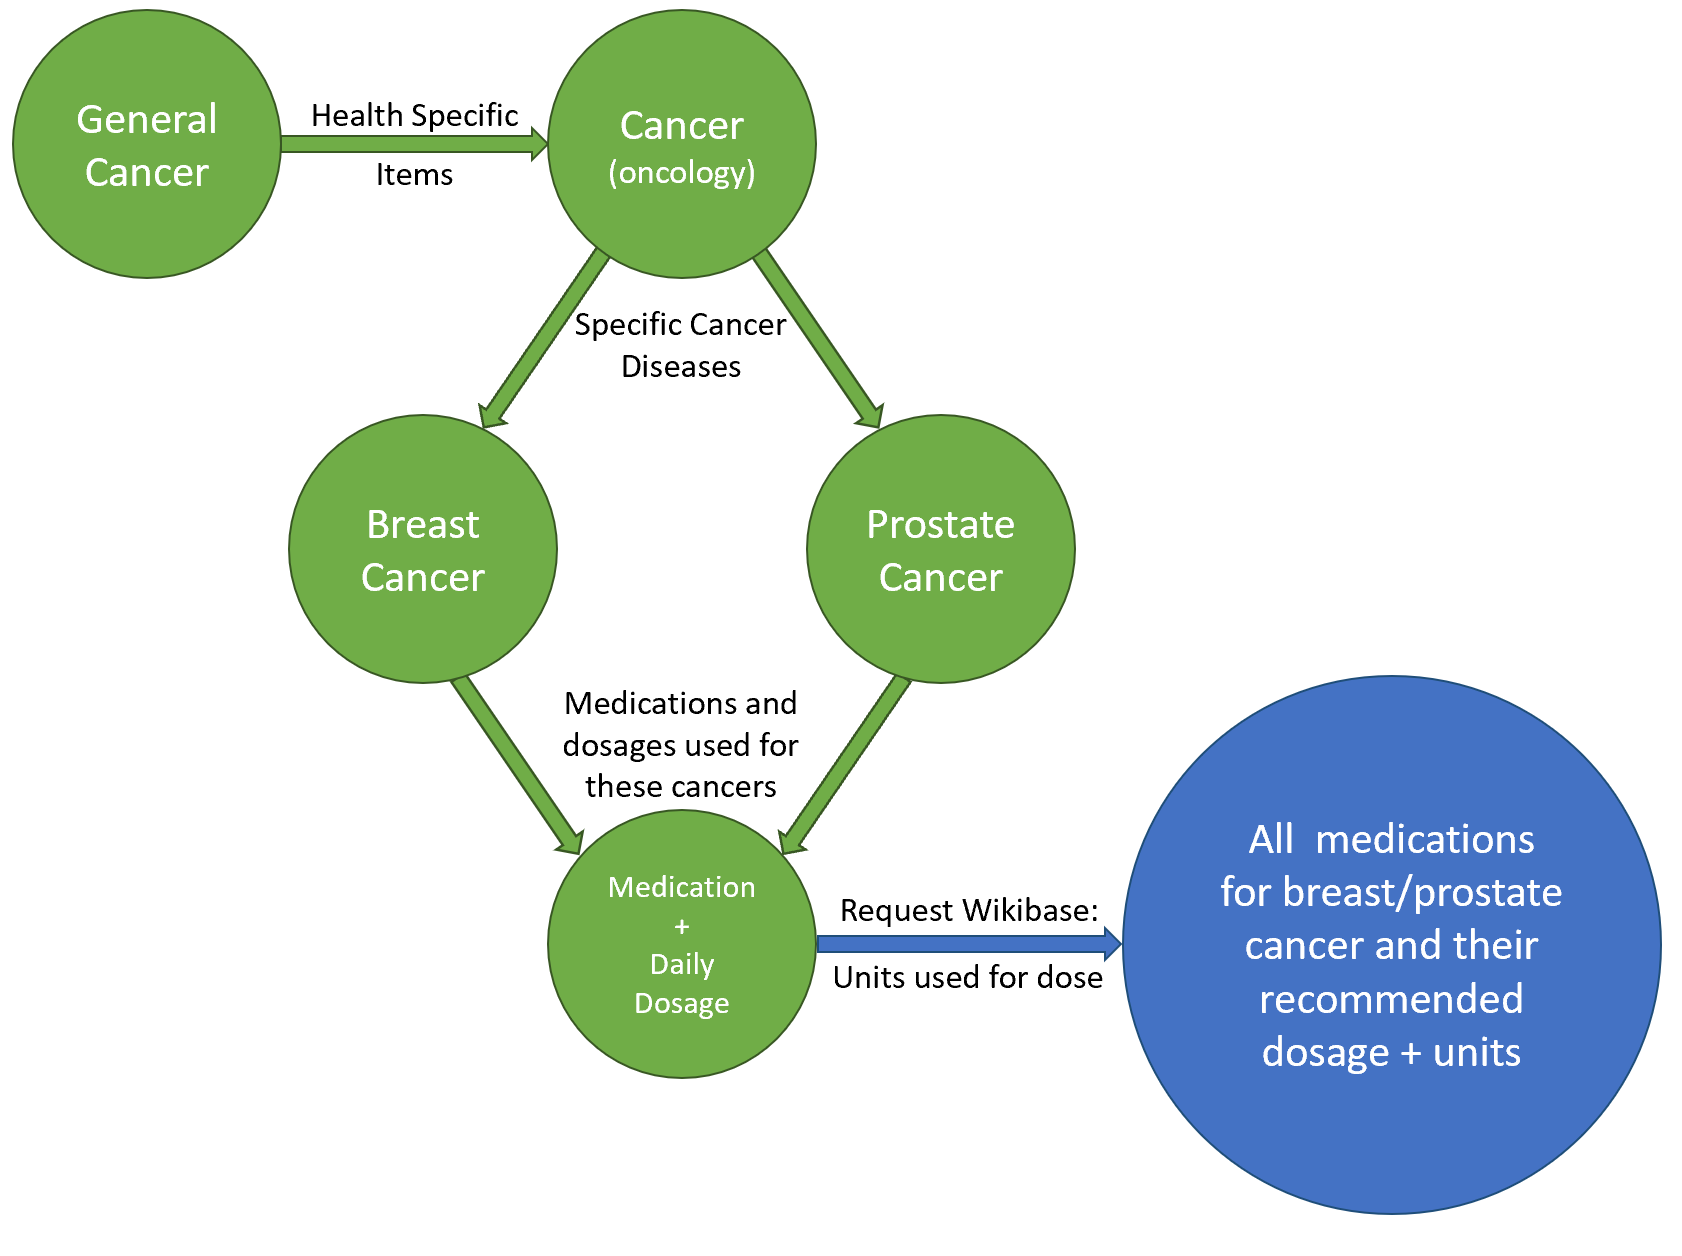 General
Cancer
Health Specific
Items
Cancer
(oncology)
Specific Cancer
Diseases
Breast
Cancer
Prostate
Cancer
Medications and
dosages used for
these cancers
Medication
+
Daily
Dosage
Request Wikibase:
Units used for dose
All  medications
for breast/prostate
cancer and their
recommended
dosage + units